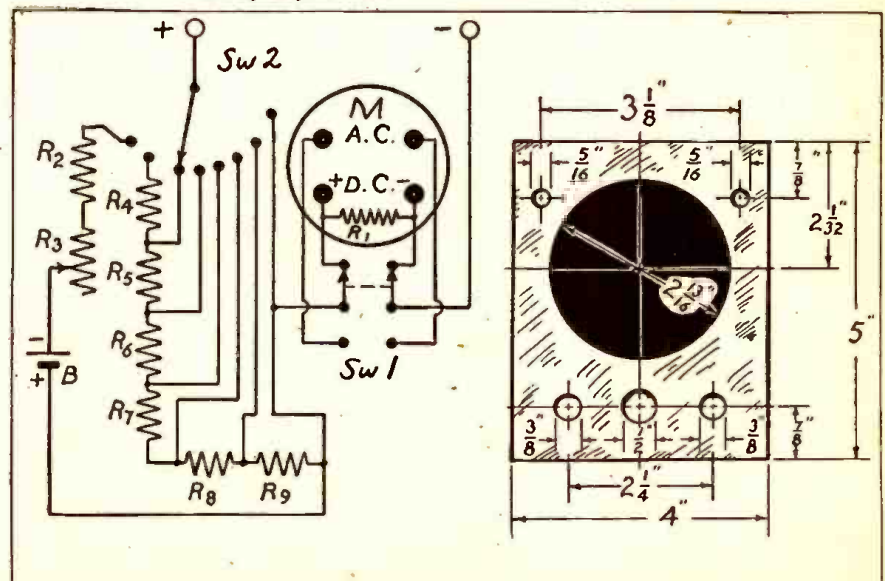 +
Sw 2
-
M
A.C.
+ D.C. -
R1
R2
R3
R4
R5
R6
R7
R8
R9
-
+ B
Sw 1
3 1/8"
5/16"
5/16"
7/8"
2 1/32"
2 13/16"
5"
3/8"
1/2"
3/8"
7/8"
2 1/4"
4"